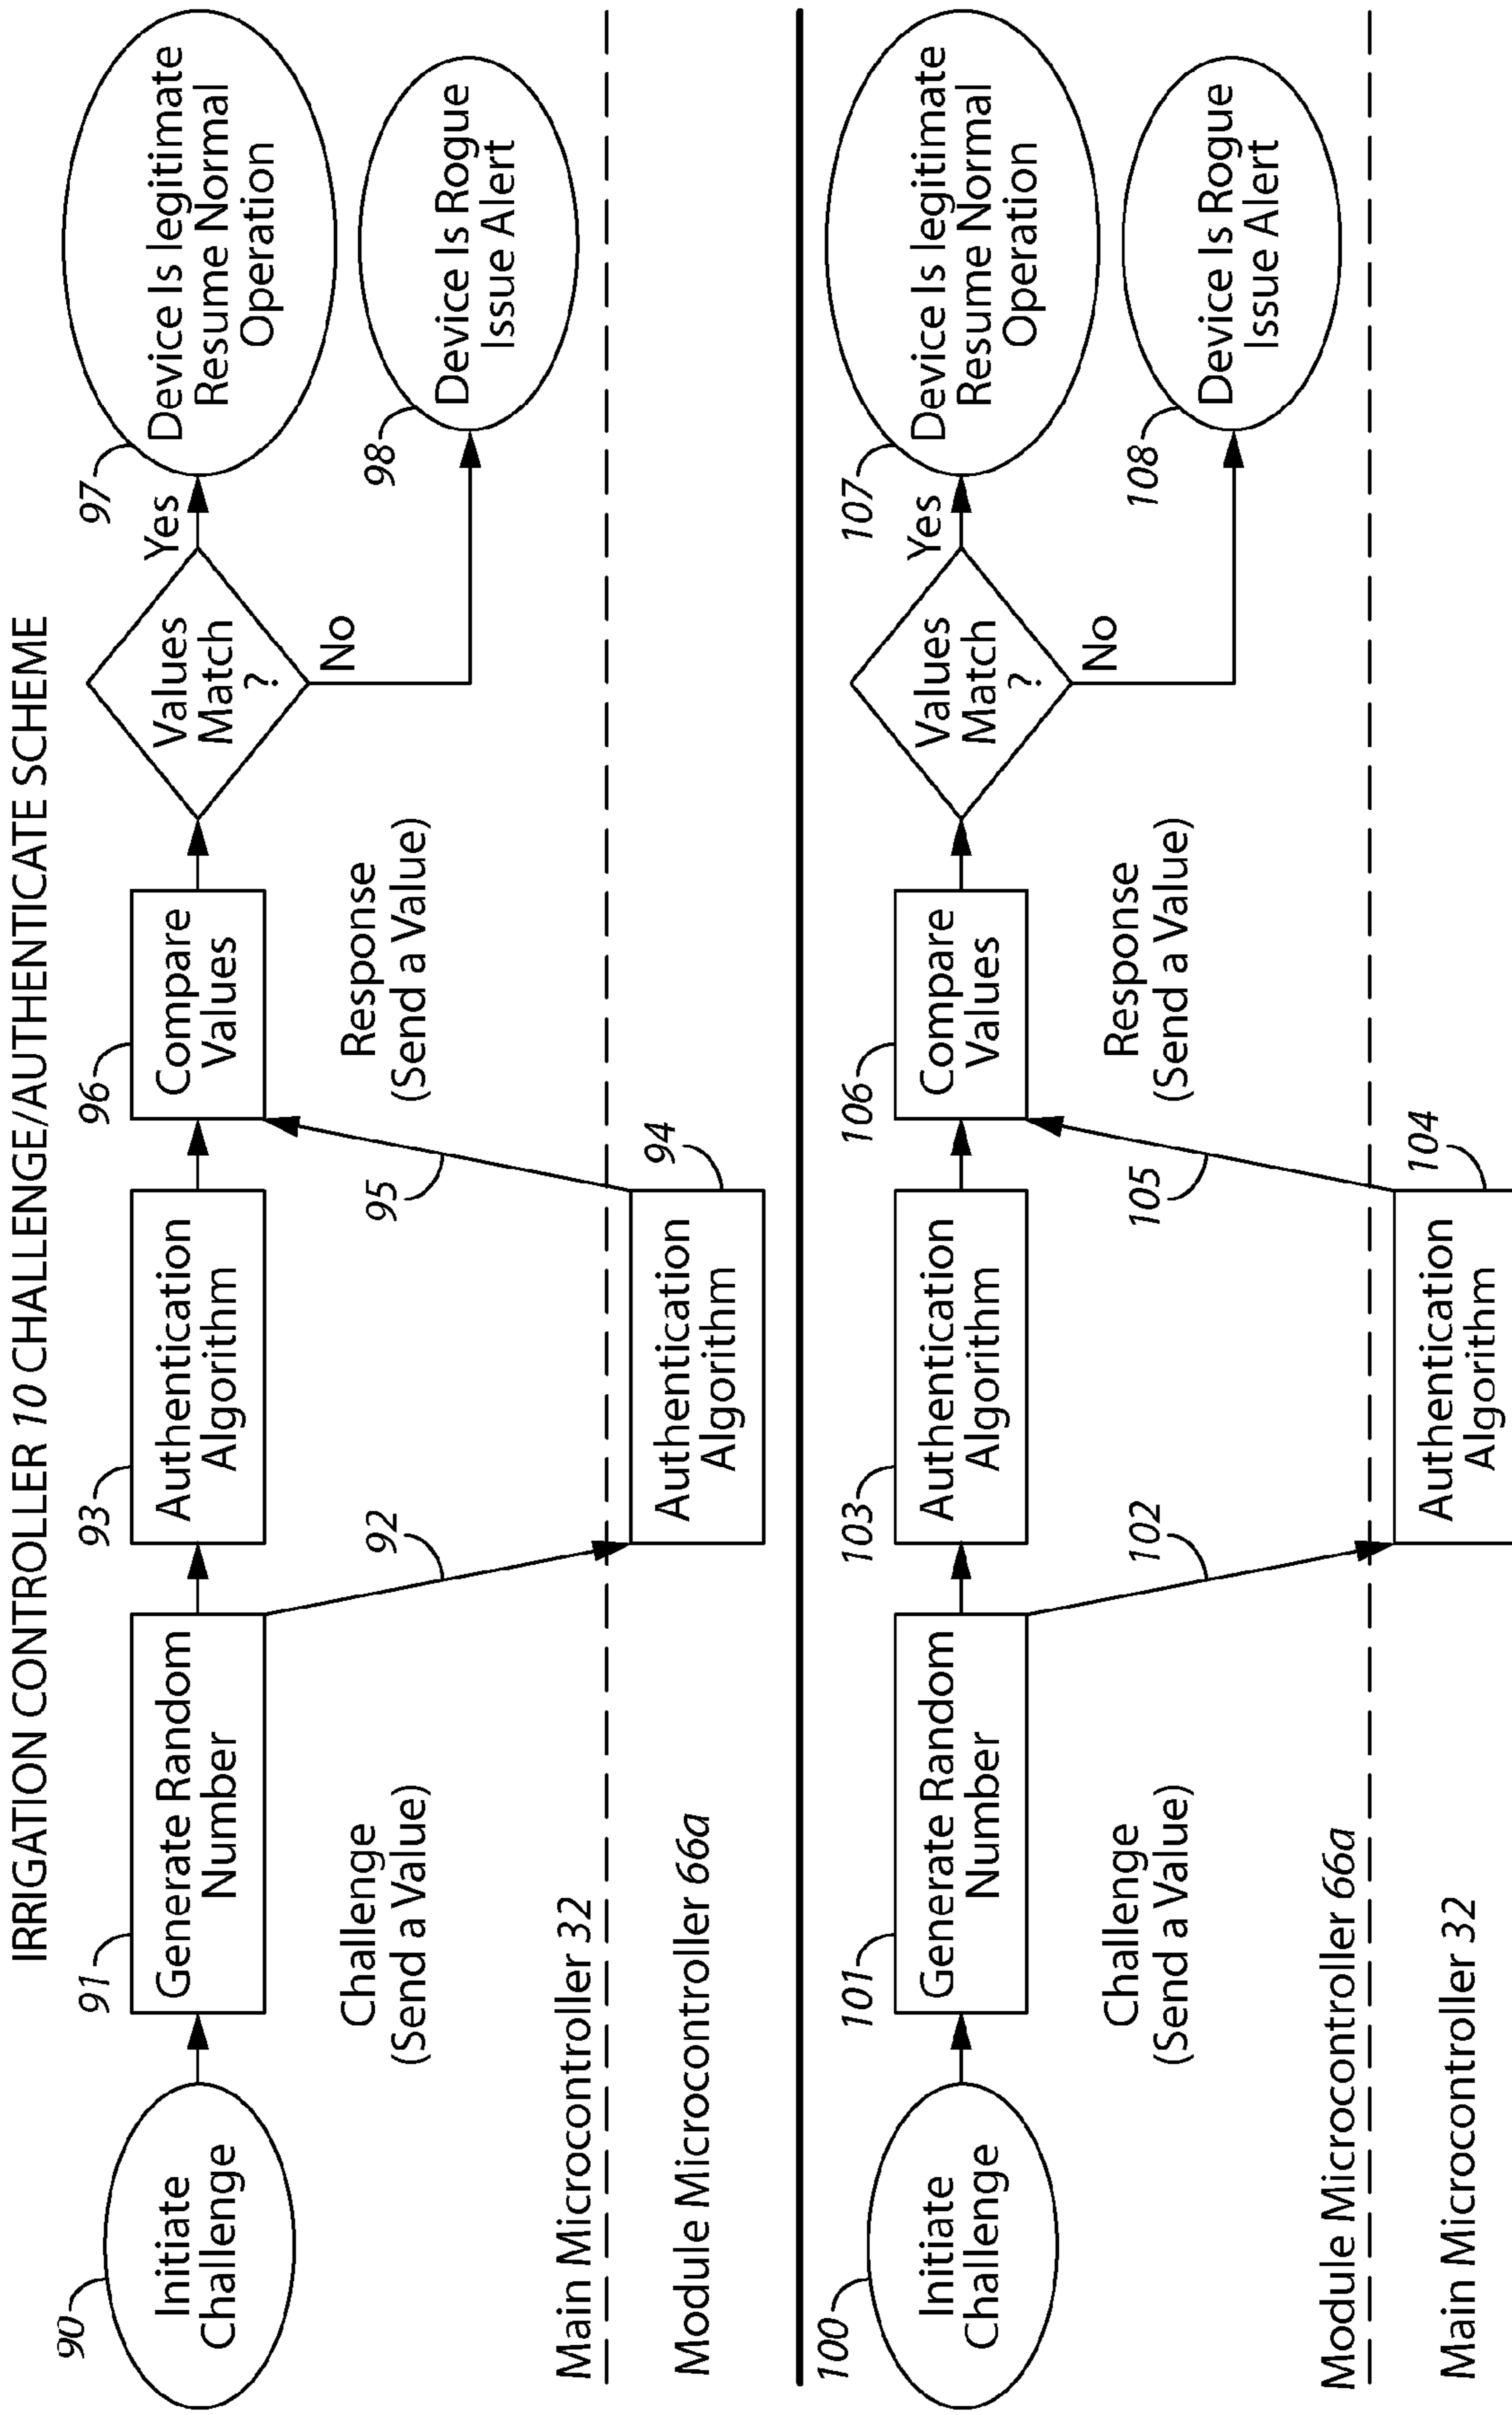 IRRIGATION CONTROLLER 10 CHALLENGE/AUTHENTICATE SCHEME
90
Initiate
Challenge
91
Generate Random
Number
93
Authentication
Algorithm
96
Compare
Values
Values
Match
?
Yes
97
Device Is legitimate
Resume Normal
Operation
No
98
Device Is Rogue
Issue Alert
Challenge
(Send a Value)
92
95
Response
(Send a Value)
Main Microcontroller 32
Module Microcontroller 66a
94
Authentication
Algorithm
100
Initiate
Challenge
101
Generate Random
Number
103
Authentication
Algorithm
106
Compare
Values
Values
Match
?
Yes
107
Device Is legitimate
Resume Normal
Operation
No
108
Device Is Rogue
Issue Alert
Challenge
(Send a Value)
102
105
Response
(Send a Value)
Module Microcontroller 66a
Main Microcontroller 32
104
Authentication
Algorithm